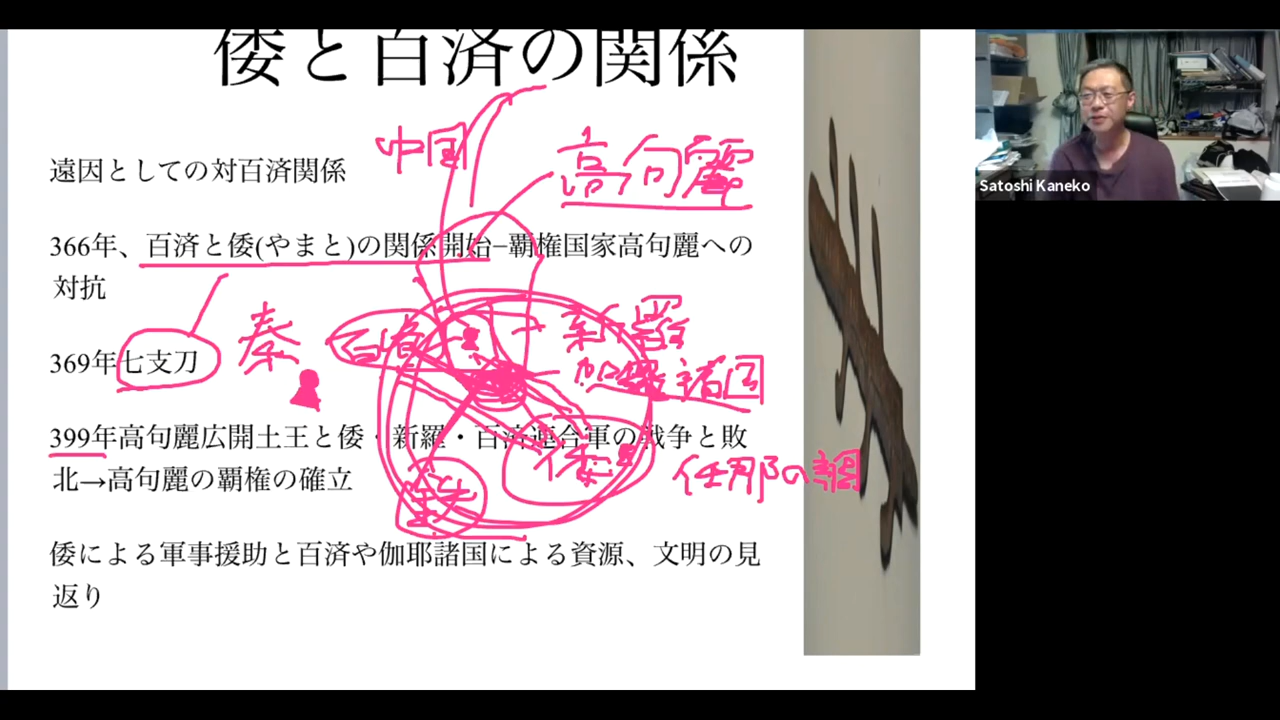 倭と百済の関係
中国
高句麗
遠因としての対百済関係
366年、百済と倭(やまと)の関係開始−覇権国家高句麗への
対抗
秦
百済
新羅
加羅諸国
369年七支刀
399年高句麗広開土王と倭・新羅・百済連合軍の戦争と敗
北→高句麗の覇権の確立
倭
任那の調
倭による軍事援助と百済や伽耶諸国による資源、文明の見
返り
Satoshi Kaneko